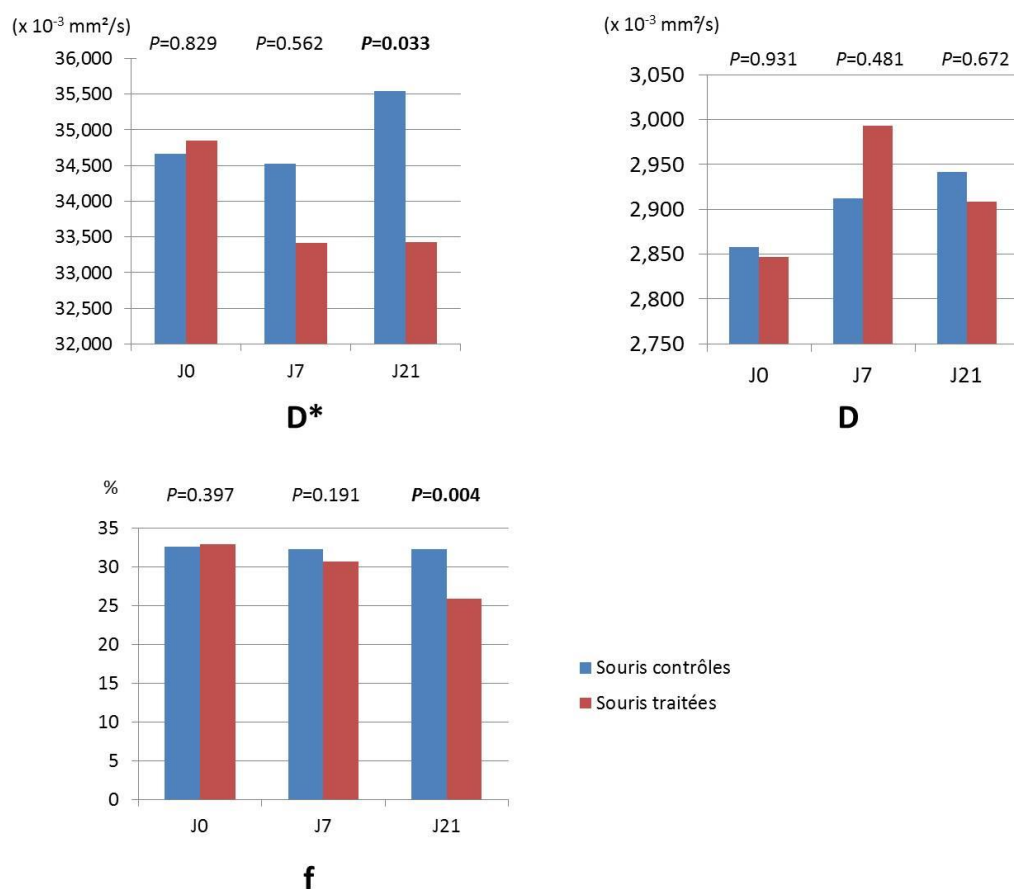 (x 10⁻³ mm²/s)
P=0.829 P=0.562 P=0.033
36,000
35,500
35,000
34,500
34,000
33,500
33,000
32,500
32,000
J0 J7 J21
D*
(x 10⁻³ mm²/s)
P=0.931 P=0.481 P=0.672
3,050
3,000
2,950
2,900
2,850
2,800
2,750
J0 J7 J21
D
%
P=0.397 P=0.191 P=0.004
35
30
25
20
15
10
5
0
J0 J7 J21
f
Souris contrôles
Souris traitées